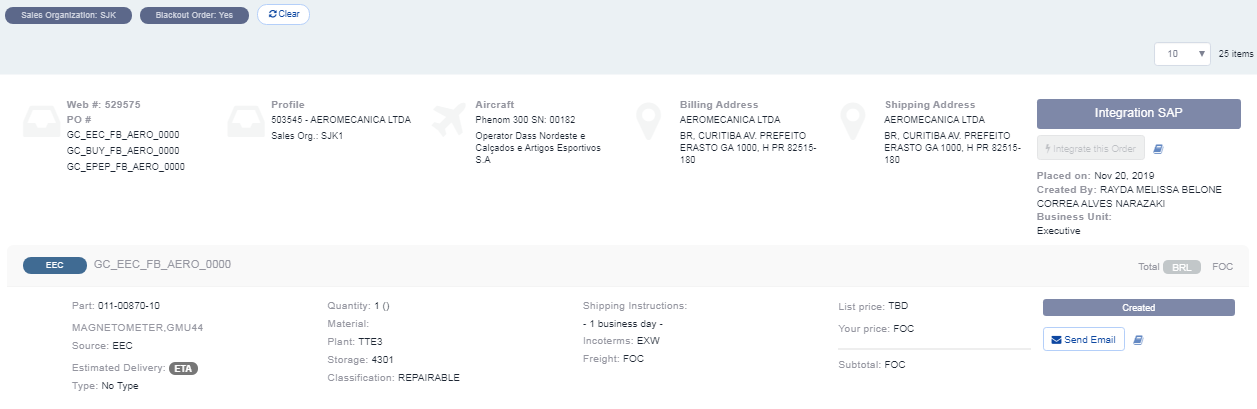 Sales Organization: SJK
Blackout Order: Yes
Clear
10
25 items
Web #: 529575
PO #
GC_EEC_FB_AERO_0000
GC_BUY_FB_AERO_0000
GC_EPEP_FB_AERO_0000
Profile
503545 - AEROMECANICA LTDA
Sales Org.: SJK1
Aircraft
Phenom 300 SN: 00182
Operator Dass Nordeste e
Calçados e Artigos Esportivos
S.A
Billing Address
AEROMECANICA LTDA
BR, CURITIBA AV. PREFEITO
ERASTO GA 1000, H PR 82515-
180
Shipping Address
AEROMECANICA LTDA
BR, CURITIBA AV. PREFEITO
ERASTO GA 1000, H PR 82515-
180
Integration SAP
Integrate this Order
Placed on: Nov 20, 2019
Created By: RAYDA MELISSA BELONE
CORREA ALVES NARAZAKI
Business Unit:
Executive
EEC
GC_EEC_FB_AERO_0000
Total BRL FOC
Part: 011-00870-10
MAGNETOMETER,GMU44
Source: EEC
Estimated Delivery: ETA
Type: No Type
Quantity: 1 ()
Material:
Plant: TTE3
Storage: 4301
Classification: REPAIRABLE
Shipping Instructions:
- 1 business day -
Incoterms: EXW
Freight: FOC
List price: TBD
Your price: FOC
Subtotal: FOC
Created
Send Email